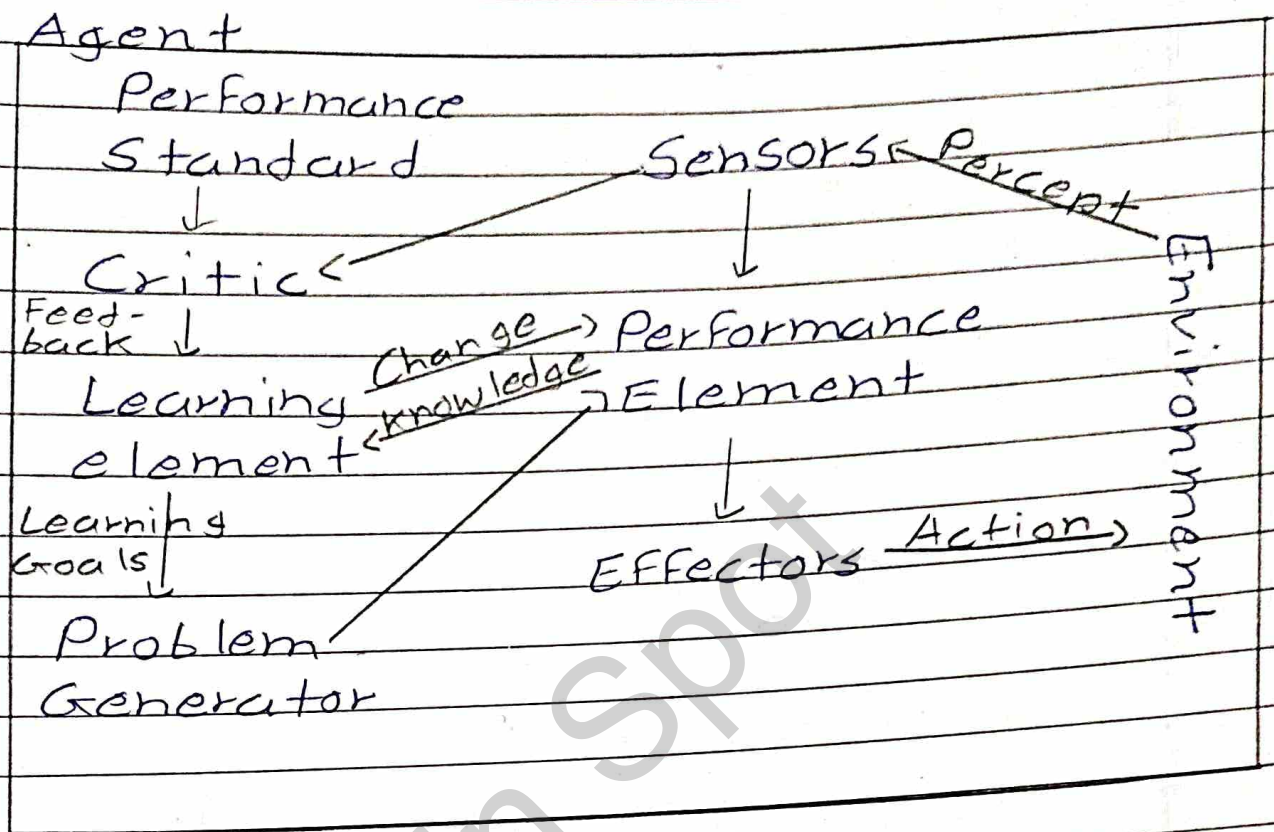 Agent
Performance
Standard
Sensors
Percept
Critic
Feed-
back
Change
Performance
Learning
knowledge
Element
element
Learning
Goals
Effectors
Action
Environment
Problem
Generator
n Spot